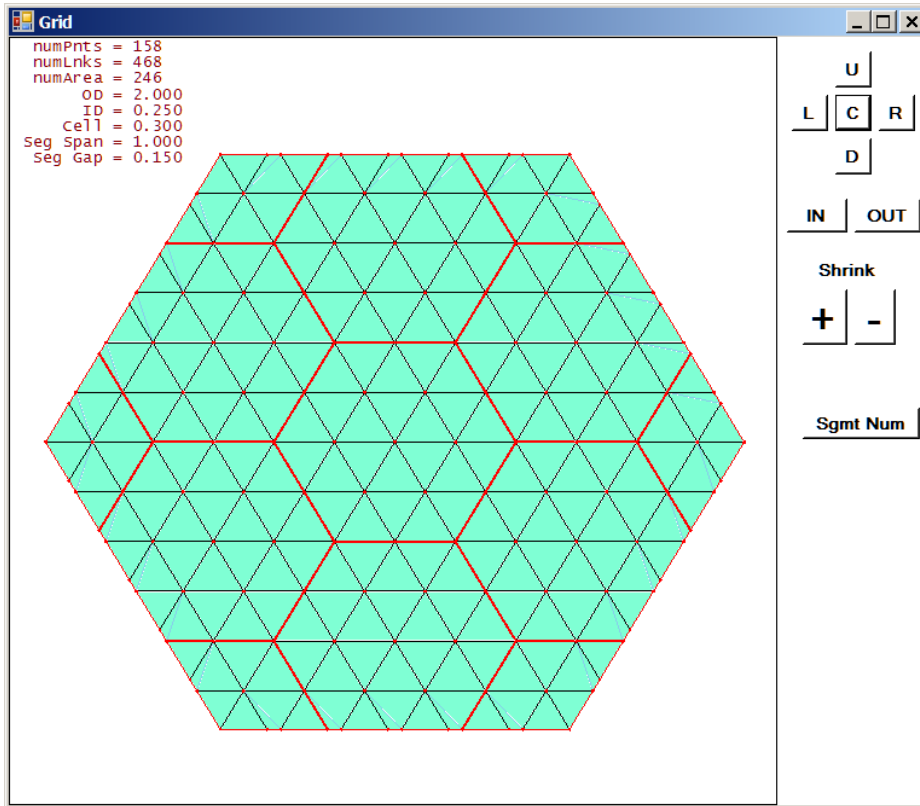 Grid
numPnts = 158
numLnks = 468
numArea = 246
OD = 2.000
ID = 0.250
Cell = 0.300
Seg Span = 1.000
Seg Gap = 0.150
U
L C R
D
IN OUT
Shrink
+ -
Sgmt Num